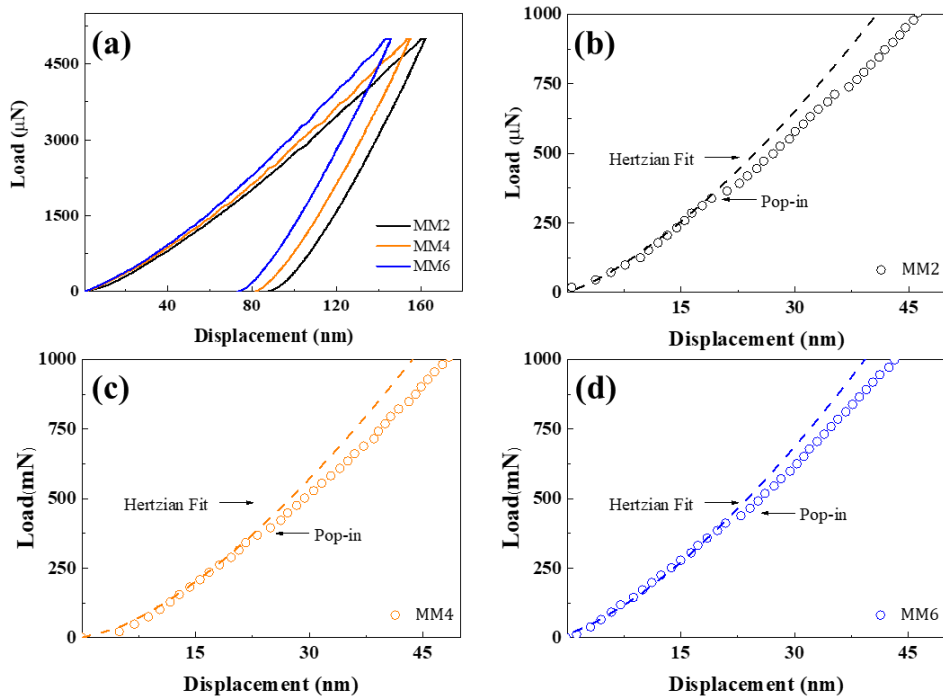 (a)
Load (μN)
4500
3000
1500
0
40
80
120
160
Displacement (nm)
MM2
MM4
MM6
(b)
Load (μN)
1000
750
500
250
0
15
30
45
Displacement (nm)
Hertzian Fit
Pop-in
MM2
(c)
Load(mN)
1000
750
500
250
0
15
30
45
Displacement (nm)
Hertzian Fit
Pop-in
MM4
(d)
Load(mN)
1000
750
500
250
0
15
30
45
Displacement (nm)
Hertzian Fit
Pop-in
MM6